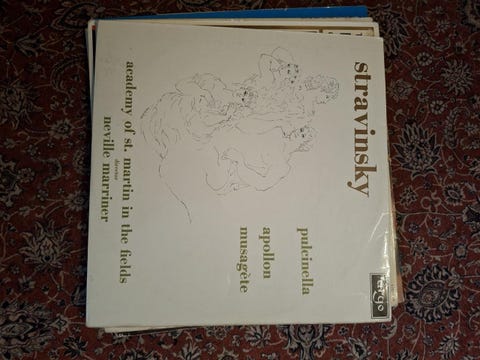 stravinsky
pulcinella
apollon
musagète
academy of st. martin in the fields
director
neville marriner
argo